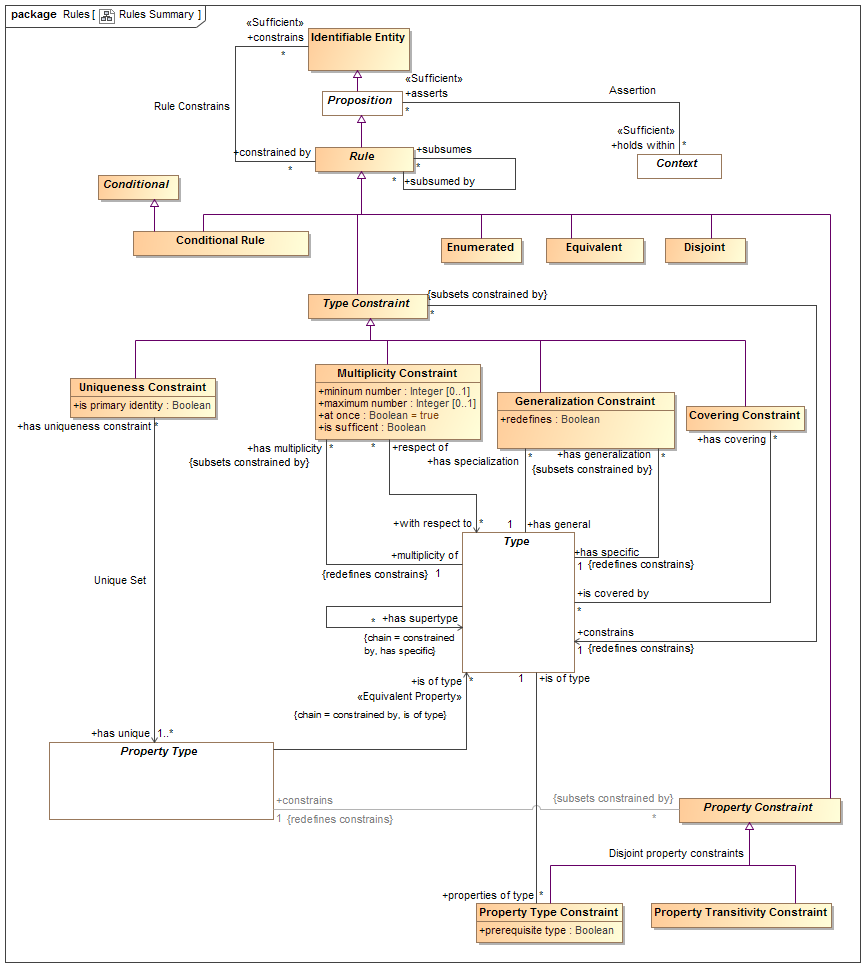 package Rules [ Rules Summary ]
«Sufficient»
+constrains
*
Identifiable Entity
«Sufficient»
+asserts
*
Proposition
Assertion
Rule Constrains
«Sufficient»
+holds within *
Context
+constrained by
*
Rule
+subsumes
*
* +subsumed by
Conditional
Conditional Rule
Enumerated
Equivalent
Disjoint
Type Constraint
{subsets constrained by}
*
Uniqueness Constraint
+is primary identity : Boolean
Multiplicity Constraint
+mininum number : Integer [0..1]
+maximum number : Integer [0..1]
+at once : Boolean = true
+is sufficent : Boolean
Generalization Constraint
+redefines : Boolean
Covering Constraint
+has uniqueness constraint *
+has multiplicity *
{subsets constrained by}
* +respect of
+has specialization *
+has generalization *
{subsets constrained by}
+has covering *
+with respect to *
1 +has general
Type
+multiplicity of
{redefines constrains} 1
+has specific
1 {redefines constrains}
Unique Set
+is covered by
*
* +has supertype
{chain = constrained
by, has specific}
+constrains
1 {redefines constrains}
+is of type *
«Equivalent Property»
{chain = constrained by, is of type}
1 +is of type
+has unique 1..*
Property Type
+constrains
1 {redefines constrains}
{subsets constrained by}
*
Property Constraint
Disjoint property constraints
+properties of type *
Property Type Constraint
+prerequisite type : Boolean
Property Transitivity Constraint